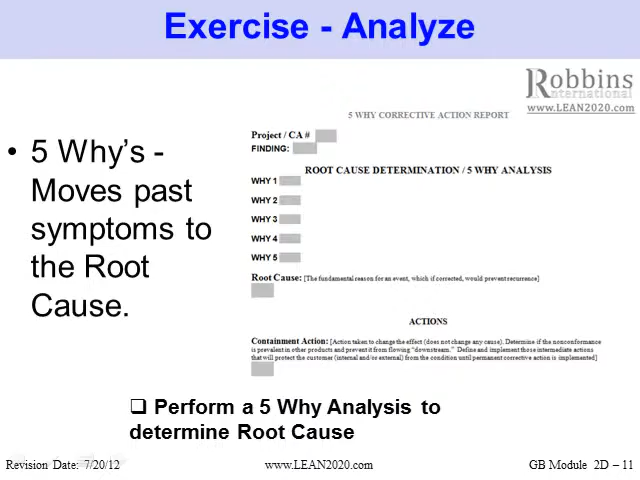 Exercise - Analyze
Robbins
International
www.LEAN2020.com
• 5 Why’s -
Moves past
symptoms to
the Root
Cause.
5 WHY CORRECTIVE ACTION REPORT
Project / CA #
FINDING:
ROOT CAUSE DETERMINATION / 5 WHY ANALYSIS
WHY 1
WHY 2
WHY 3
WHY 4
WHY 5
Root Cause: [The fundamental reason for an event, which if corrected, would prevent recurrence]
ACTIONS
Containment Action: [Action taken to change the effect (does not change any cause). Determine if the nonconformance
is prevalent in other products and prevent it from flowing “downstream.” Define and implement those intermediate actions
that will protect the customer (internal and/or external) from the condition until permanent corrective action is implemented]
❑ Perform a 5 Why Analysis to
determine Root Cause
Revision Date: 7/20/12 www.LEAN2020.com GB Module 2D – 11